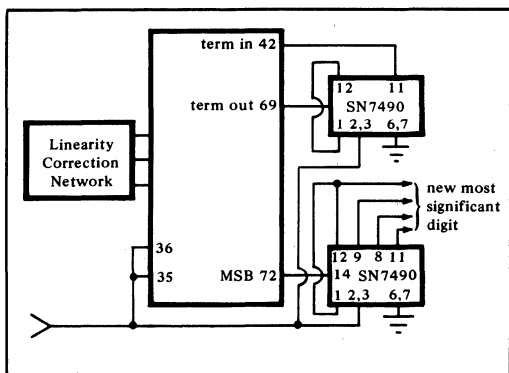 term in 42
12 11
term out 69
SN7490
1 2,3 6,7
Linearity
Correction
Network
new most
significant
digit
36
12 9 8 11
35
MSB 72
14 SN7490
1 2,3 6,7